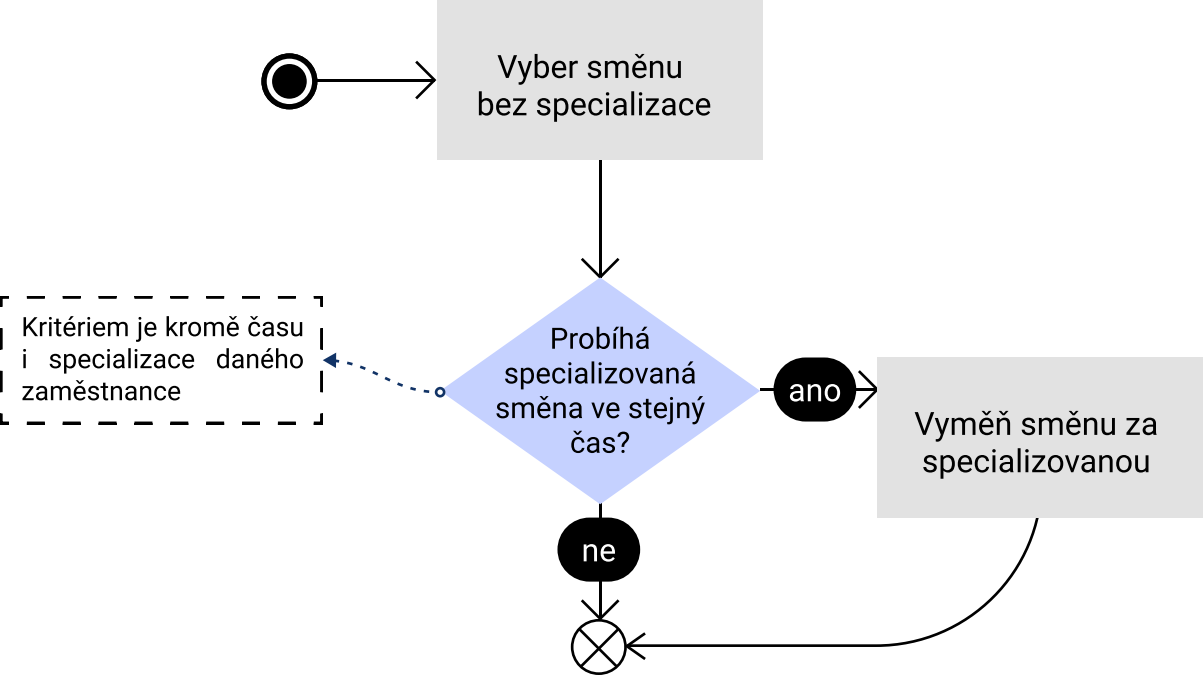 Vyber směnu
bez specializace
Kritériem je kromě času
i specializace daného
zaměstnance
Probíhá
specializovaná
směna ve stejný
čas?
ano
Vyměň směnu za
specializovanou
ne